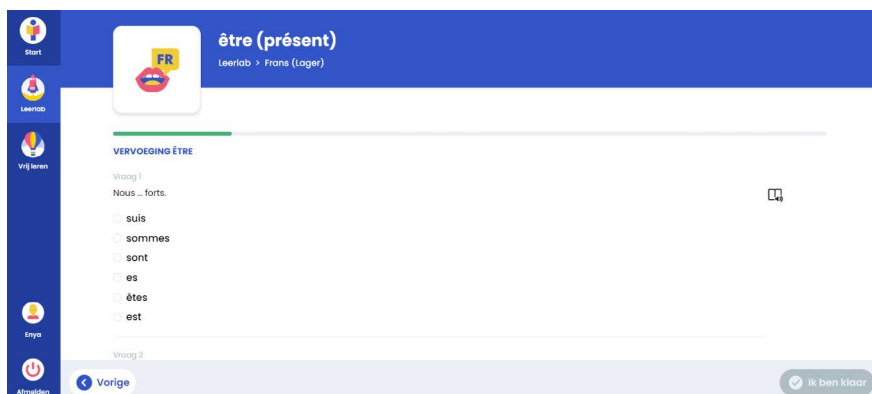 Start
FR
être (présent)
Leerlab > Frans (Lager)
Leerlab
Vrij leren
VERVOEGING ÊTRE
Vraag 1
Nous ... forts.
suis
sommes
sont
es
êtes
est
Vraag 2
Enya
Vorige
Ik ben klaar
Afmelden